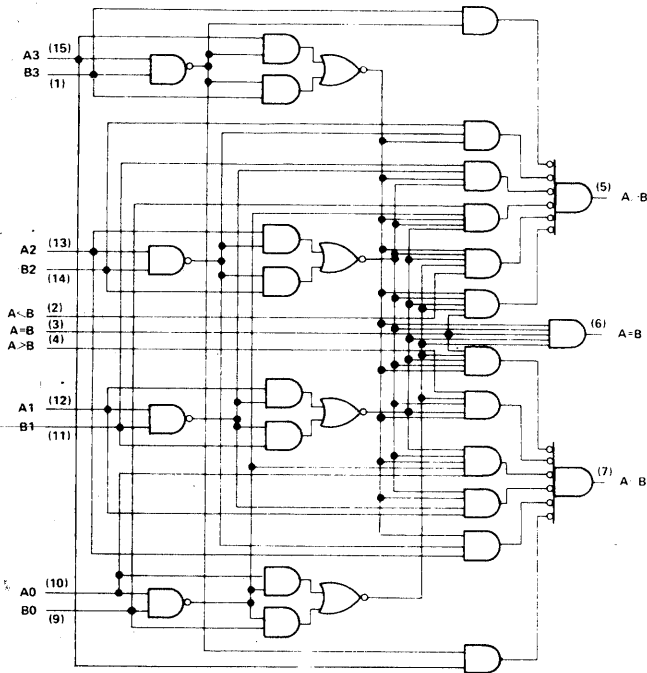 A3 (15)
B3
(1)
A2 (13)
B2
(14)
A<B (2)
A=B (3)
A>B (4)
A1 (12)
B1
(11)
A0 (10)
B0
(9)
(5)
A B
(6)
A=B
(7)
A B